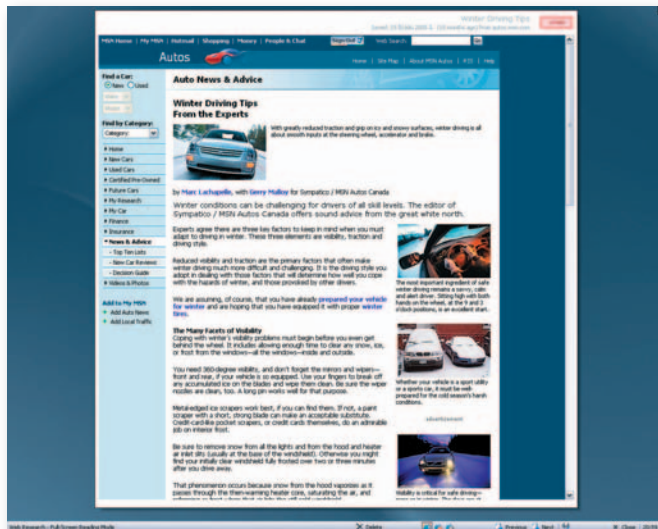 Winter Driving Tips
MSN Home | My MSN | Hotmail | Shopping | Money | People & Chat
Web Search:
Autos
Home | Site Map | About MSN Autos | RSS | Help
Find a Car:
New Used
Auto News & Advice
Winter Driving Tips
From the Experts
With greatly reduced traction and grip on icy and snowy surfaces, winter driving is all
about smooth inputs at the steering wheel, accelerator and brake.
Find by Category:
Category:
Home
New Cars
Used Cars
Certified Pre-Owned
Future Cars
My Research
My Car
Finance
Insurance
News & Advice
- Top Ten Lists
- New Car Reviews
- Decision Guide
Videos & Photos
Add to My MSN
Add Auto News
Add Local Traffic
by Marc Lachapelle, with Gerry Malloy for Sympatico / MSN Autos Canada
Winter conditions can be challenging for drivers of all skill levels. The editor of
Sympatico / MSN Autos Canada offers sound advice from the great white north.
Experts agree there are three key factors to keep in mind when you must
adapt to driving in winter. These three elements are visibility, traction and
driving style.
Reduced visibility and traction are the primary factors that often make
winter driving much more difficult and challenging. It is the driving style you
adopt in dealing with those factors that will determine how well you cope
with the hazards of winter, and those provoked by other drivers.
We are assuming, of course, that you have already prepared your vehicle
for winter and are hoping that you have equipped it with proper winter
tires.
The Many Facets of Visibility
Coping with winter's visibility problems must begin before you even get
behind the wheel. It includes allowing enough time to clear any snow, ice,
or frost from the windows—all the windows—inside and outside.
You need 360-degree visibility, and don't forget the mirrors and wipers—
front and rear, if your vehicle is so equipped. Use your fingers to break off
any accumulated ice on the blades and wipe them clean. Be sure the wiper
nozzles are clean, too. A long pin works well for that purpose.
Metal-edged ice scrapers work best, if you can find them. If not, a paint
scraper with a short, strong blade can make an acceptable substitute.
Credit-card-like pocket scrapers, or credit cards themselves, do an admirable
job on interior frost.
Be sure to remove snow from all the lights and from the hood and heater
air inlet slits (usually at the base of the windshield). Otherwise you might
find your initially clear windshield fully frosted over two or three minutes
after you drive away.
That phenomenon occurs because snow from the hood vaporizes as it
passes through the then-warming heater core, saturating the air, and
The most important ingredient of safe
winter driving remains a savvy, calm
and alert driver. Sitting high with both
hands on the wheel, at the 9 and 3
o'clock positions, is an excellent start.
Whether your vehicle is a sport utility
or a sports car, it must be well-
prepared for the cold season's harsh
conditions.
advertisement
Visibility is critical for safe driving—
Web Research - Full-Screen Reading Mode
Delete
Previous
Next
Close